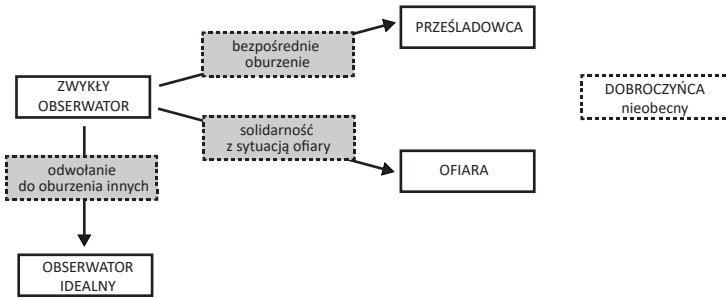 bezpośrednie
oburzenie
PRZEŚLADOWCA
ZWYKŁY
OBSERWATOR
DOBROCZYŃCA
nieobecny
solidarność
z sytuacją ofiary
odwołanie
do oburzenia innych
OFIARA
OBSERWATOR
IDEALNY